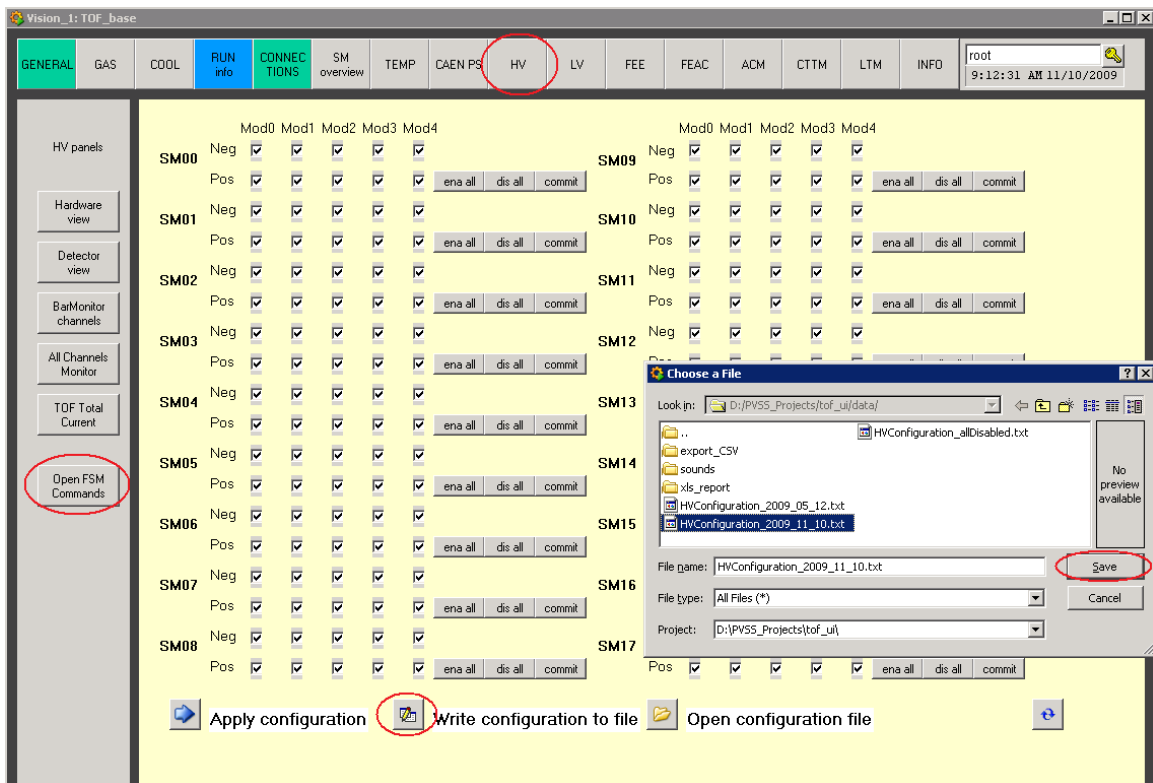 Vision_1: TOF_base
GENERAL GAS COOL RUN info CONNEC TIONS SM overview TEMP CAEN PS HV LV FEE FEAC ACM CTTM LTM INFO root
9:12:31 AM 11/10/2009
HV panels
Hardware view
Detector view
BarMonitor channels
All Channels Monitor
TOF Total Current
Open FSM Commands
Mod0 Mod1 Mod2 Mod3 Mod4
SM00 Neg
Pos ena all dis all commit
SM01 Neg
Pos ena all dis all commit
SM02 Neg
Pos ena all dis all commit
SM03 Neg
Pos ena all dis all commit
SM04 Neg
Pos ena all dis all commit
SM05 Neg
Pos ena all dis all commit
SM06 Neg
Pos ena all dis all commit
SM07 Neg
Pos ena all dis all commit
SM08 Neg
Pos ena all dis all commit
Mod0 Mod1 Mod2 Mod3 Mod4
SM09 Neg
Pos ena all dis all commit
SM10 Neg
Pos ena all dis all commit
SM11 Neg
Pos ena all dis all commit
SM12 Neg
SM13
SM14
SM15
SM16
SM17
Pos ena all dis all commit
Choose a File
Look in: D:/PVSS_Projects/tof_ui/data/
..
export_CSV
sounds
xls_report
HVConfiguration_2009_05_12.txt
HVConfiguration_2009_11_10.txt
HVConfiguration_allDisabled.txt
No preview available
File name: HVConfiguration_2009_11_10.txt Save
File type: All Files (*) Cancel
Project: D:\PVSS_Projects\tof_ui\
Apply configuration Write configuration to file Open configuration file